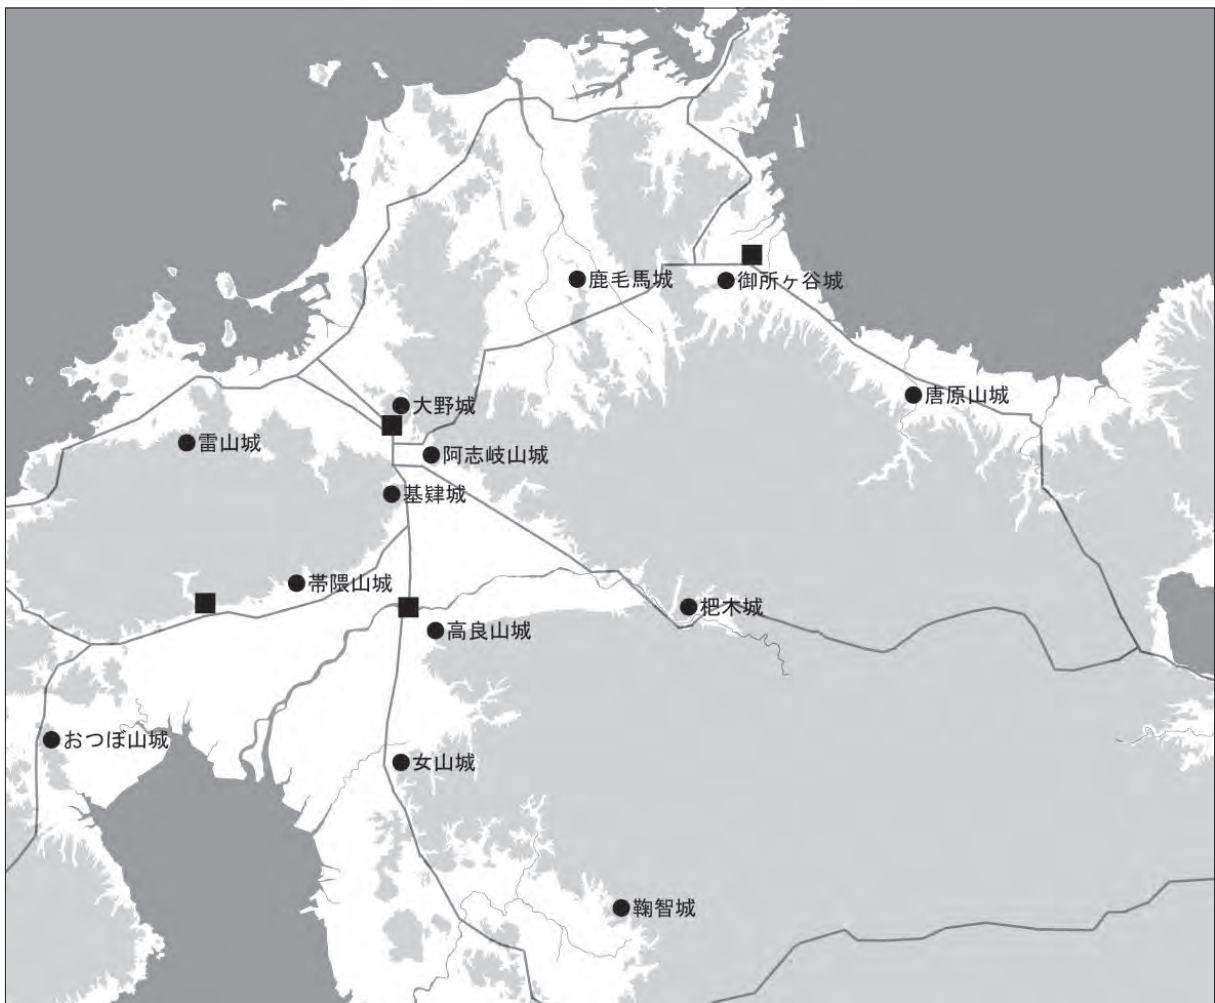 鹿毛馬城
御所ヶ谷城
唐原山城
大野城
雷山城
阿志岐山城
基肄城
帯隈山城
杷木城
高良山城
おつぼ山城
女山城
鞠智城